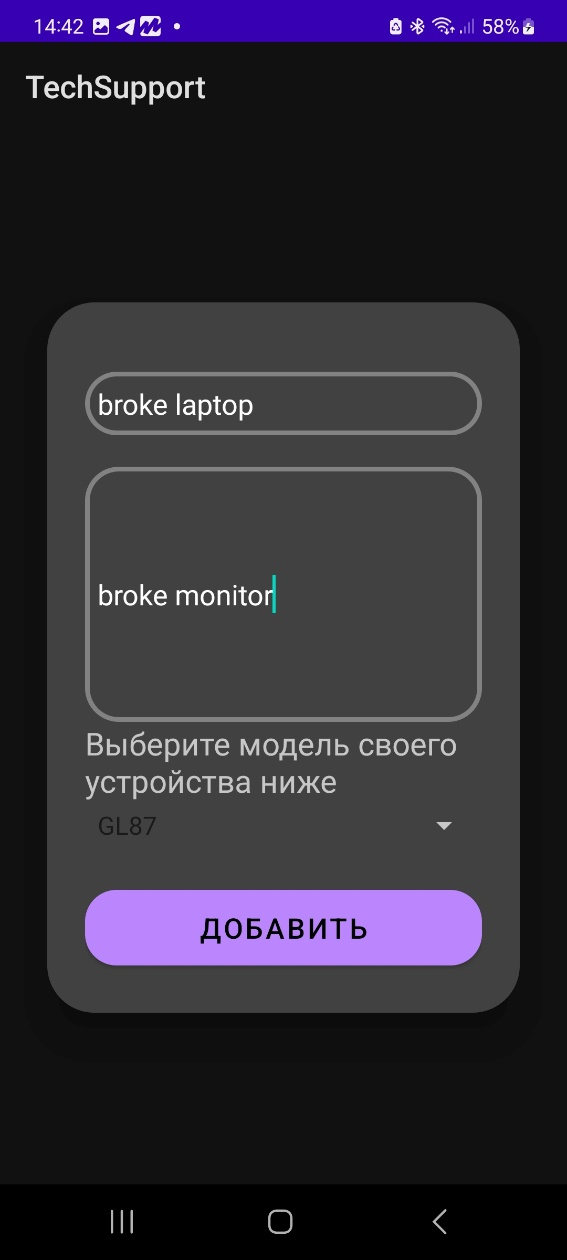 14:42
58%
TechSupport
broke laptop
broke monitor
Выберите модель своего
устройства ниже
GL87
ДОБАВИТЬ